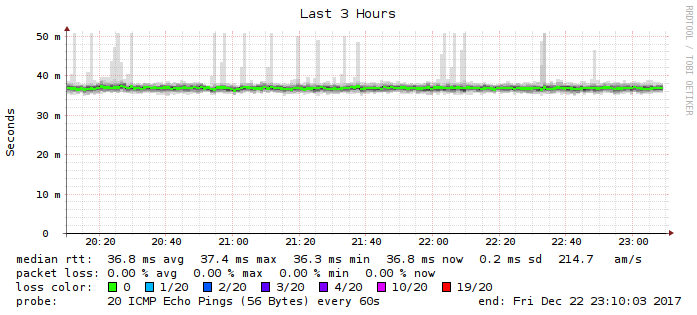 Last 3 Hours
RRDTOOL / TOBI OETIKER
Seconds
50 m
40 m
30 m
20 m
10 m
0
20:20 20:40 21:00 21:20 21:40 22:00 22:20 22:40 23:00
median rtt: 36.8 ms avg 37.4 ms max 36.3 ms min 36.8 ms now 0.2 ms sd 214.7 am/s
packet loss: 0.00 % avg 0.00 % max 0.00 % min 0.00 % now
loss color: 0 1/20 2/20 3/20 4/20 10/20 19/20
probe: 20 ICMP Echo Pings (56 Bytes) every 60s end: Fri Dec 22 23:10:03 2017